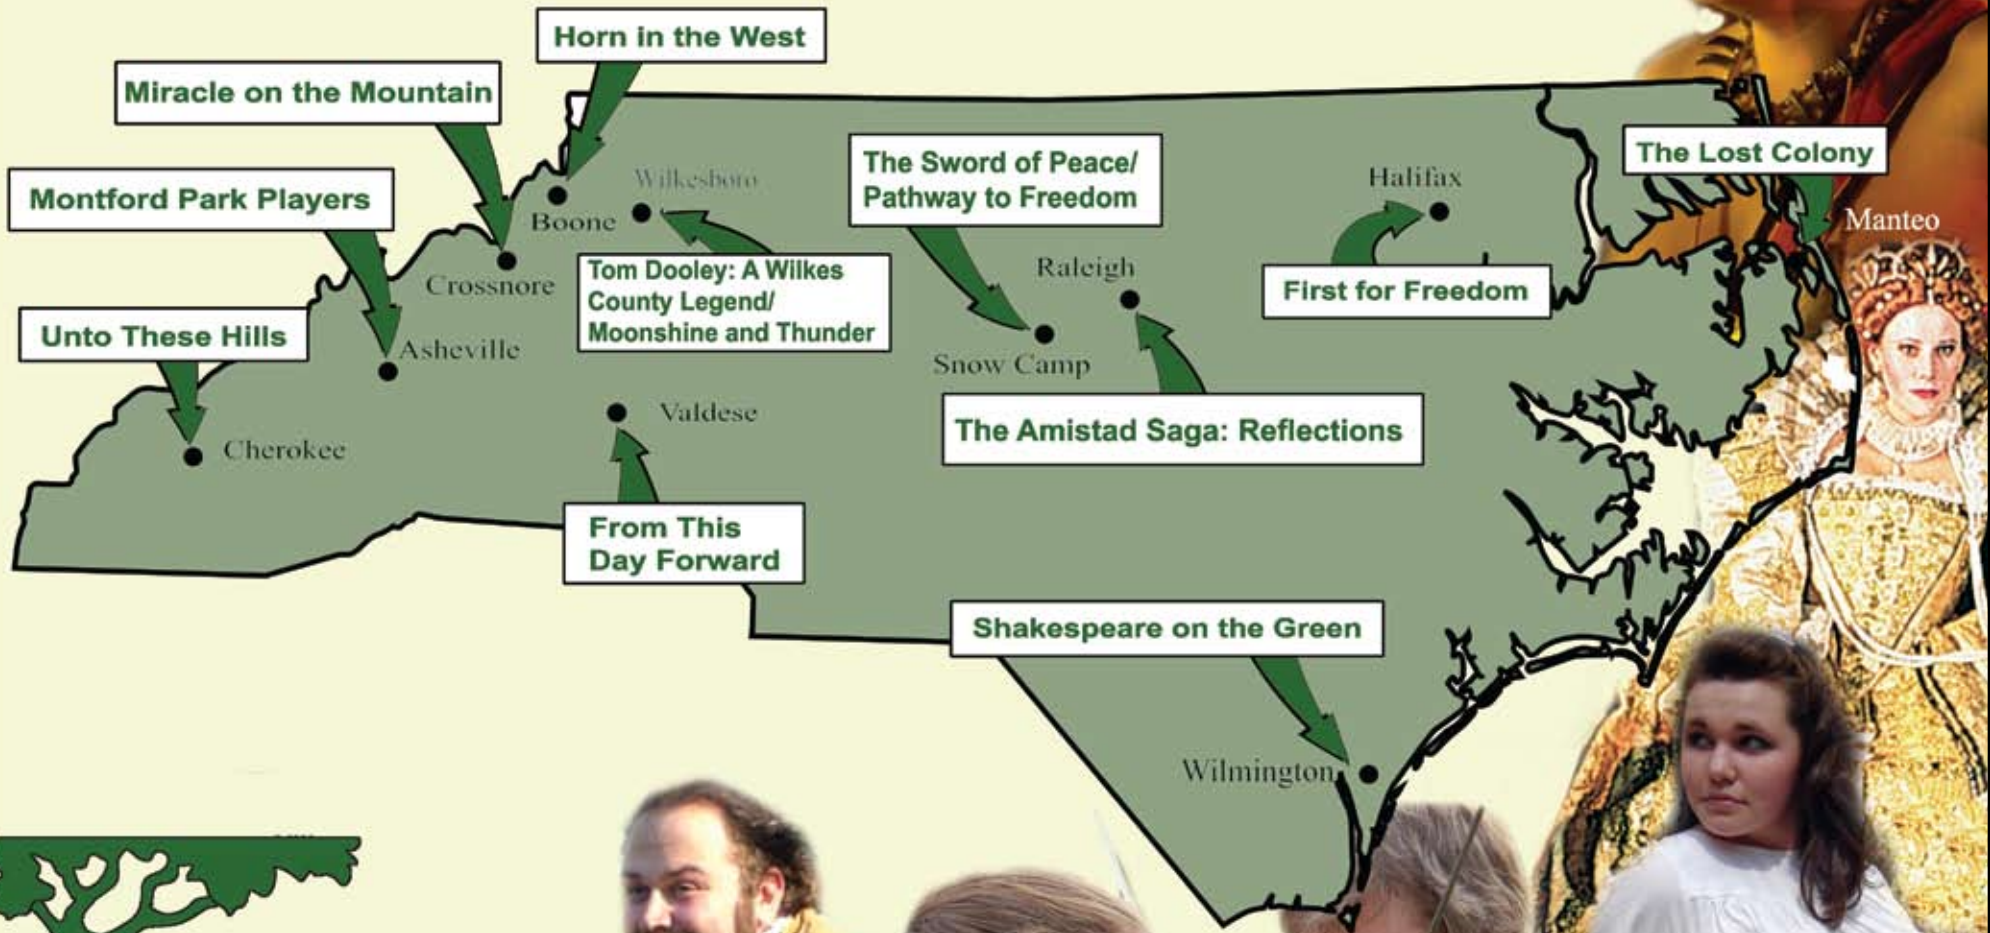 Horn in the West
Miracle on the Mountain
Montford Park Players
Unto These Hills
Wilkesboro
Boone
Crossnore
Asheville
Cherokee
Tom Dooley: A Wilkes
County Legend/
Moonshine and Thunder
Valdese
From This
Day Forward
The Sword of Peace/
Pathway to Freedom
Raleigh
Snow Camp
The Amistad Saga: Reflections
Halifax
First for Freedom
The Lost Colony
Manteo
Shakespeare on the Green
Wilmington